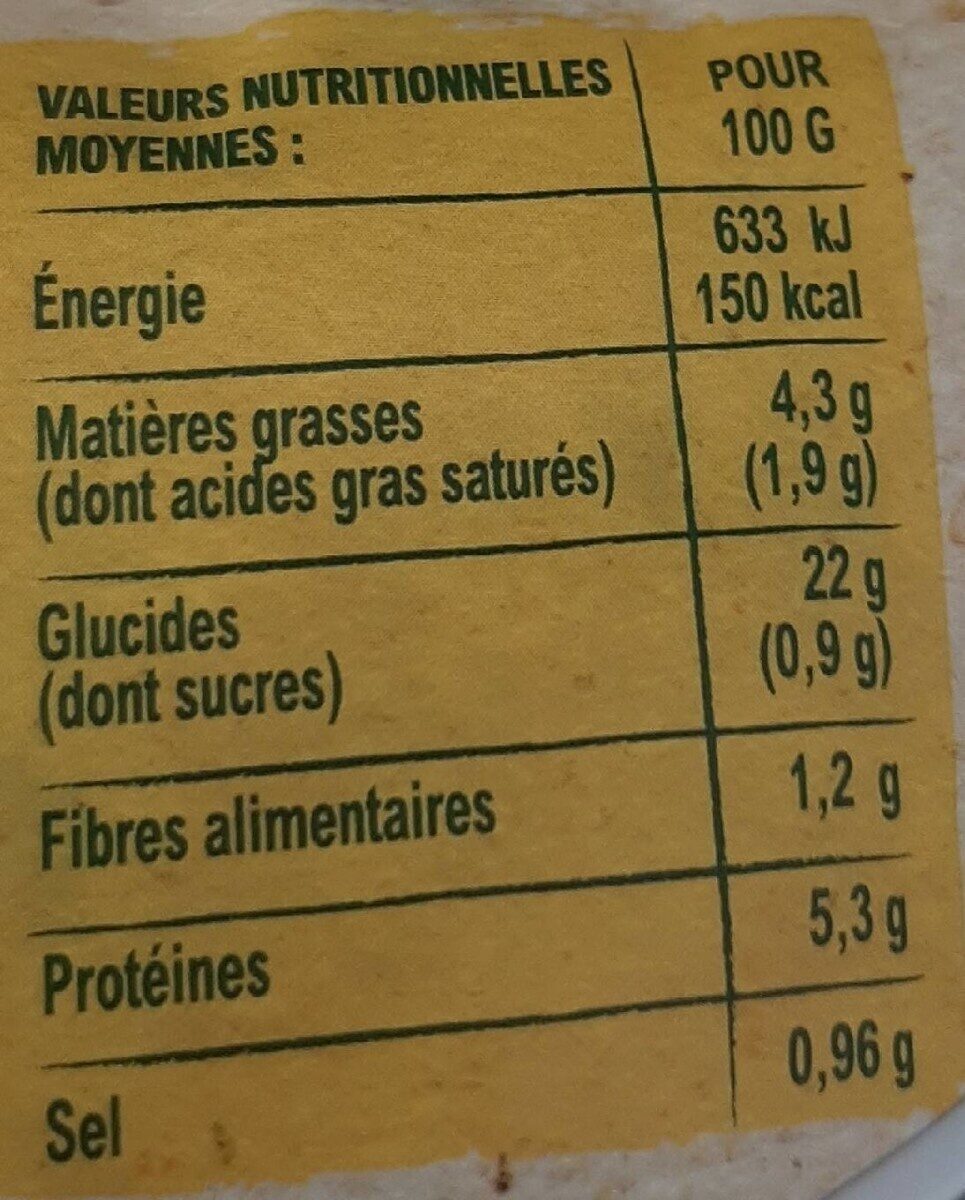 VALEURS NUTRITIONNELLES MOYENNES : POUR 100 G
Énergie 633 kJ
150 kcal
Matières grasses 4,3 g
(dont acides gras saturés) (1,9 g)
Glucides 22 g
(dont sucres) (0,9 g)
Fibres alimentaires 1,2 g
Protéines 5,3 g
Sel 0,96 g